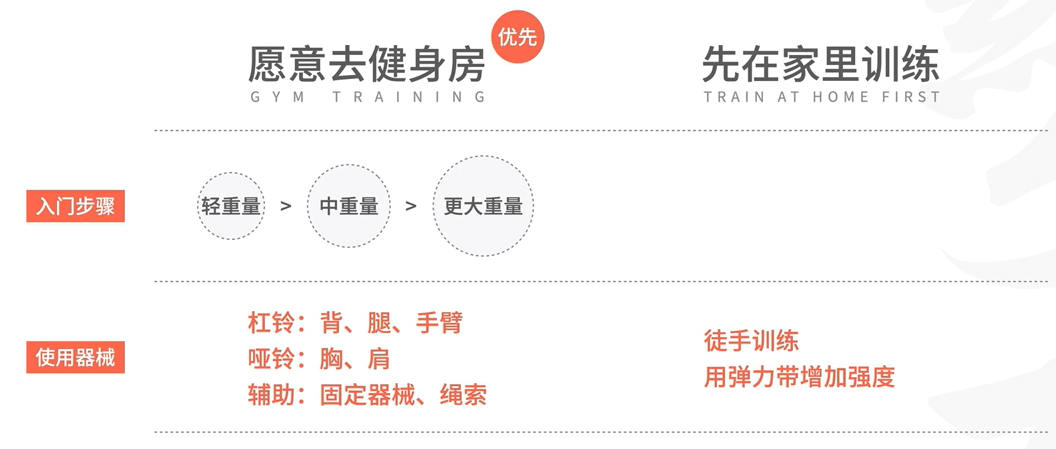 优先
愿意去健身房
GYM TRAINING
先在家里训练
TRAIN AT HOME FIRST
入门步骤
轻重量 > 中重量 > 更大重量
使用器械
杠铃：背、腿、手臂
哑铃：胸、肩
辅助：固定器械、绳索
徒手训练
用弹力带增加强度